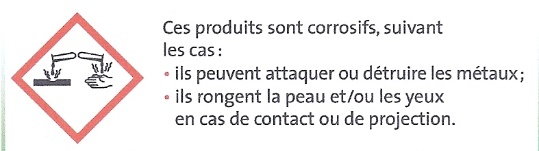 Ces produits sont corrosifs, suivant
les cas :
• ils peuvent attaquer ou détruire les métaux ;
• ils rongent la peau et/ou les yeux
en cas de contact ou de projection.